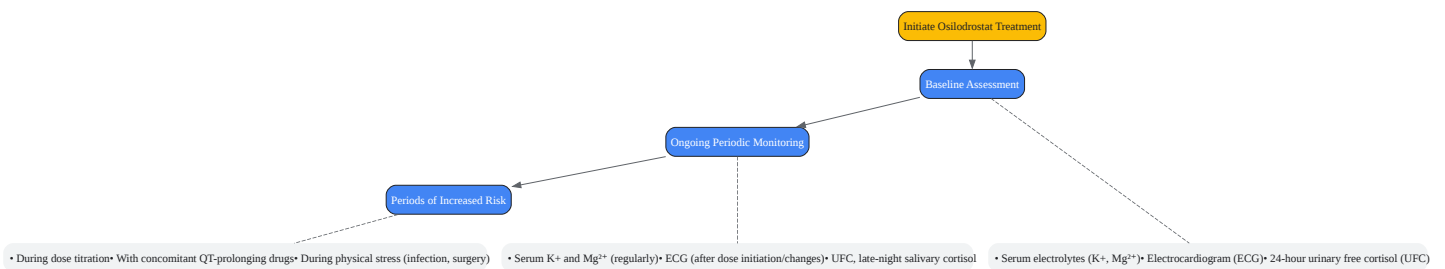 Initiate Osilodrostat Treatment
Baseline Assessment
Ongoing Periodic Monitoring
Periods of Increased Risk
• During dose titration• With concomitant QT-prolonging drugs• During physical stress (infection, surgery)
• Serum K+ and Mg²⁺ (regularly)• ECG (after dose initiation/changes)• UFC, late-night salivary cortisol
• Serum electrolytes (K+, Mg²⁺)• Electrocardiogram (ECG)• 24-hour urinary free cortisol (UFC)